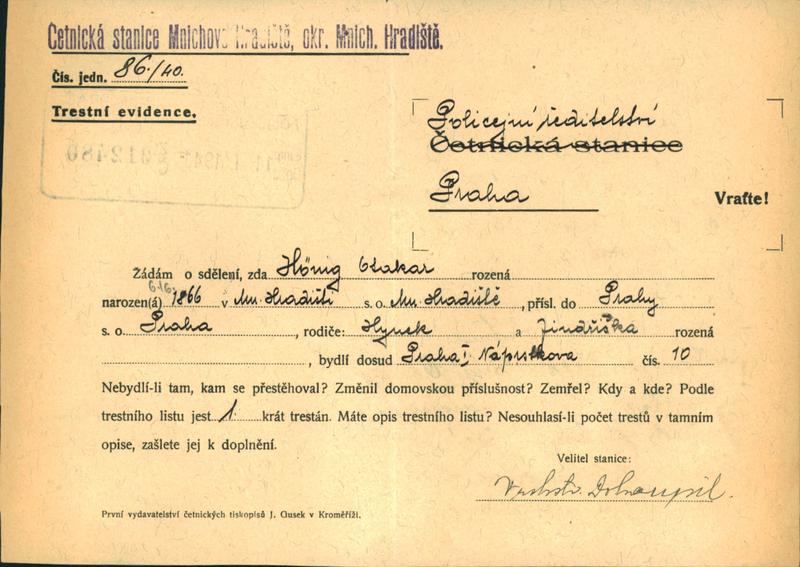 Četnická stanice Mnichovo Hradiště, okr. Mnich. Hradiště.
Čís. jedn. 86./40.
Trestní evidence.
Policejní ředitelství
Četnická stanice
Praha
Vraťte!
Žádám o sdělení, zda Hönig Otakar rozená
6/6.
narozen(á) 1866 v Mn. Hradišti s. o. Mn. Hradiště, přísl. do Prahy
s. o Praha, rodiče: Hynek a Jindřiška rozená
, bydlí dosud Praha I. Náprstkova čís. 10
Nebydlí-li tam, kam se přestěhoval? Změnil domovskou příslušnost? Zemřel? Kdy a kde? Podle
trestního listu jest 1 krát trestán. Máte opis trestního listu? Nesouhlasí-li počet trestů v tamním
opise, zašlete jej k doplnění.
Velitel stanice:
První vydavatelství četnických tiskopisů J. Gusek v Kroměříži.